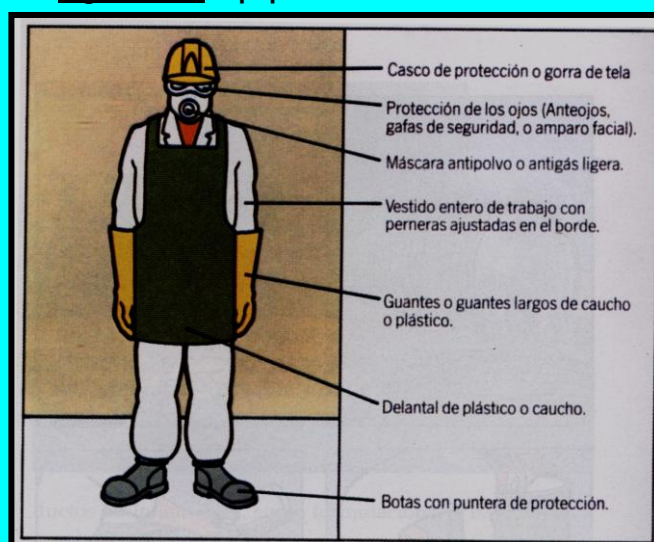 Casco de protección o gorra de tela
Protección de los ojos (Anteojos,
gafas de seguridad, o amparo facial).
Máscara antipolvo o antigás ligera.
Vestido entero de trabajo con
perneras ajustadas en el borde.
Guantes o guantes largos de caucho
o plástico.
Delantal de plástico o caucho.
Botas con puntera de protección.